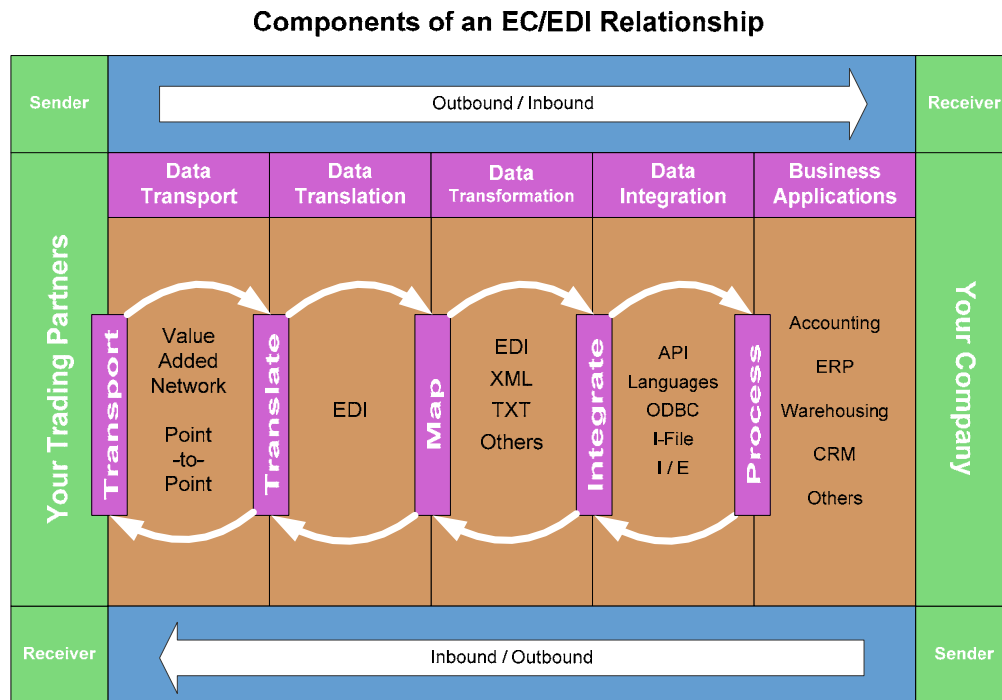 Components of an EC/EDI Relationship
Sender
Outbound / Inbound
Receiver
Your Trading Partners
Data
Transport
Data
Translation
Data
Transformation
Data
Integration
Business
Applications
Your Company
Transport
Value
Added
Network
Point
-to-
Point
Translate
EDI
Map
EDI
XML
TXT
Others
Integrate
API
Languages
ODBC
I-File
I / E
Process
Accounting
ERP
Warehousing
CRM
Others
Receiver
Inbound / Outbound
Sender